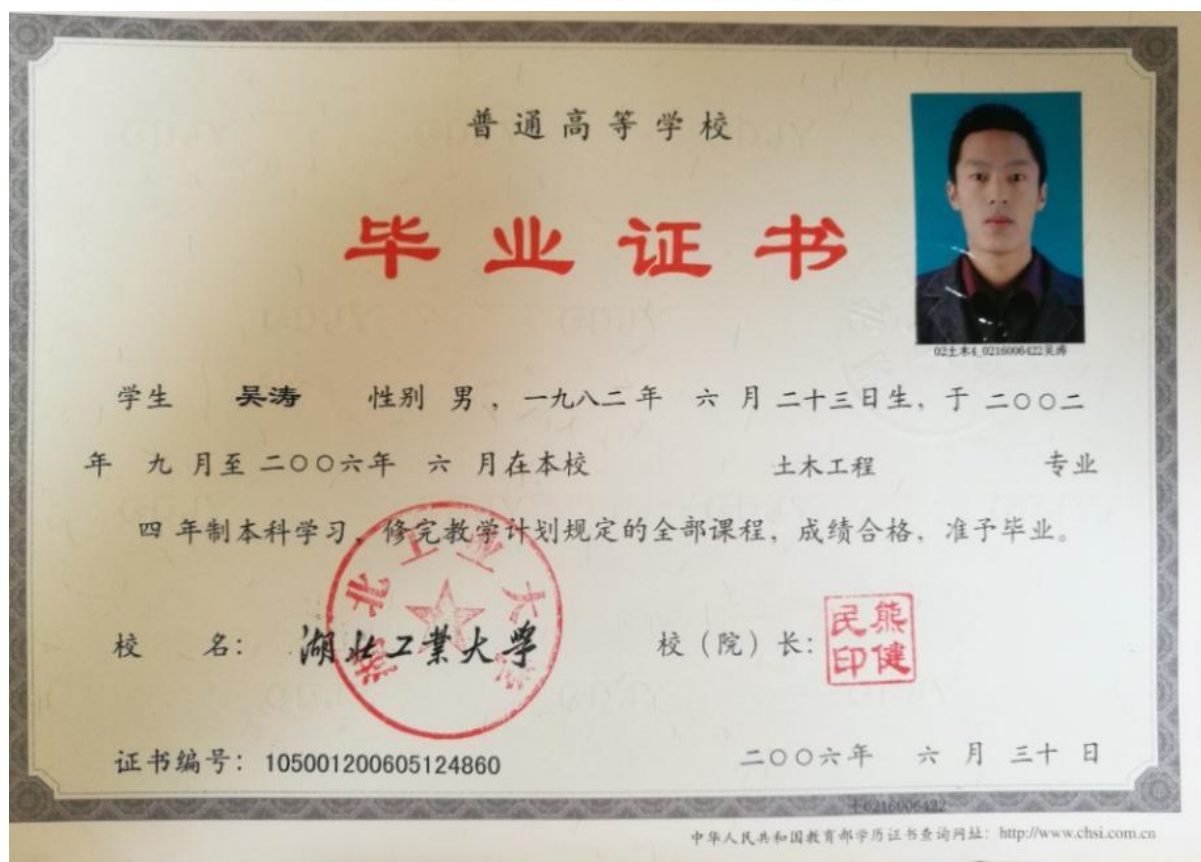 普通高等学校
毕业证书
02土木4_0216006422吴涛
学生 吴涛 性别 男，一九八二年 六 月 二十三日生，于 二〇〇二
年 九 月至 二〇〇六年 六 月在本校 土木工程 专业
四 年制本科学习，修完教学计划规定的全部课程，成绩合格，准予毕业。
湖北工业大学
校 名： 湖北工業大學 校（院）长： 熊健民印
证书编号：105001200605124860 二〇〇六年 六 月 三十 日
中华人民共和国教育部学历证书查询网址：http://www.chsi.com.cn